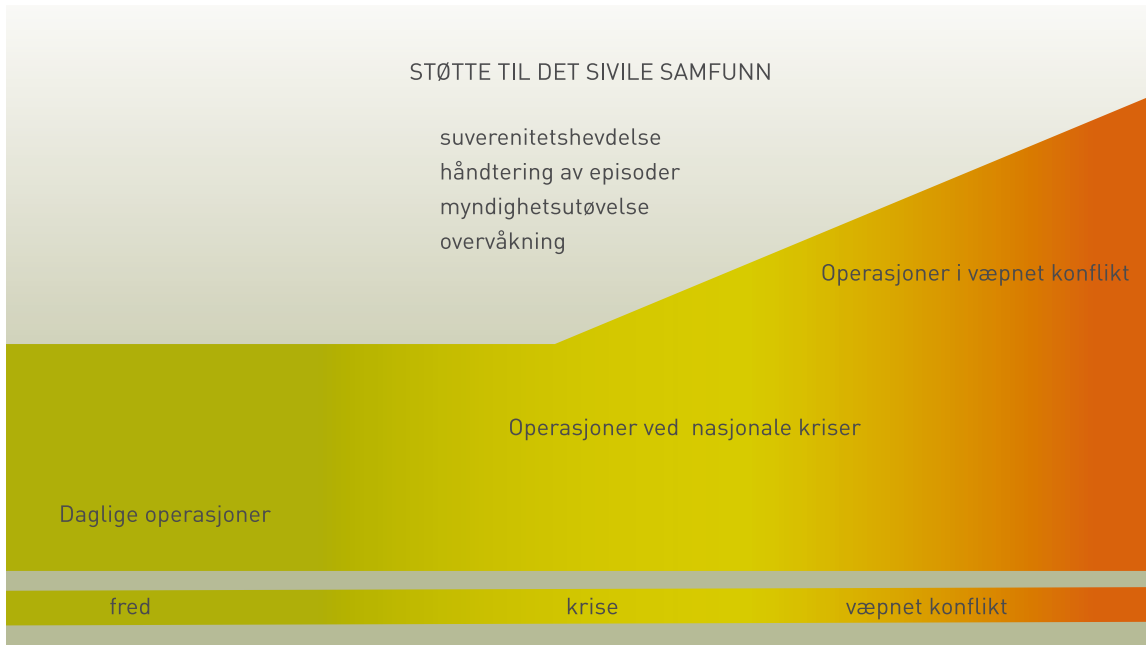 STØTTE TIL DET SIVILE SAMFUNN
suverenitetshevdelse
håndtering av episoder
myndighetsutøvelse
overvåkning
Operasjoner i væpnet konflikt
Operasjoner ved nasjonale kriser
Daglige operasjoner
fred krise væpnet konflikt